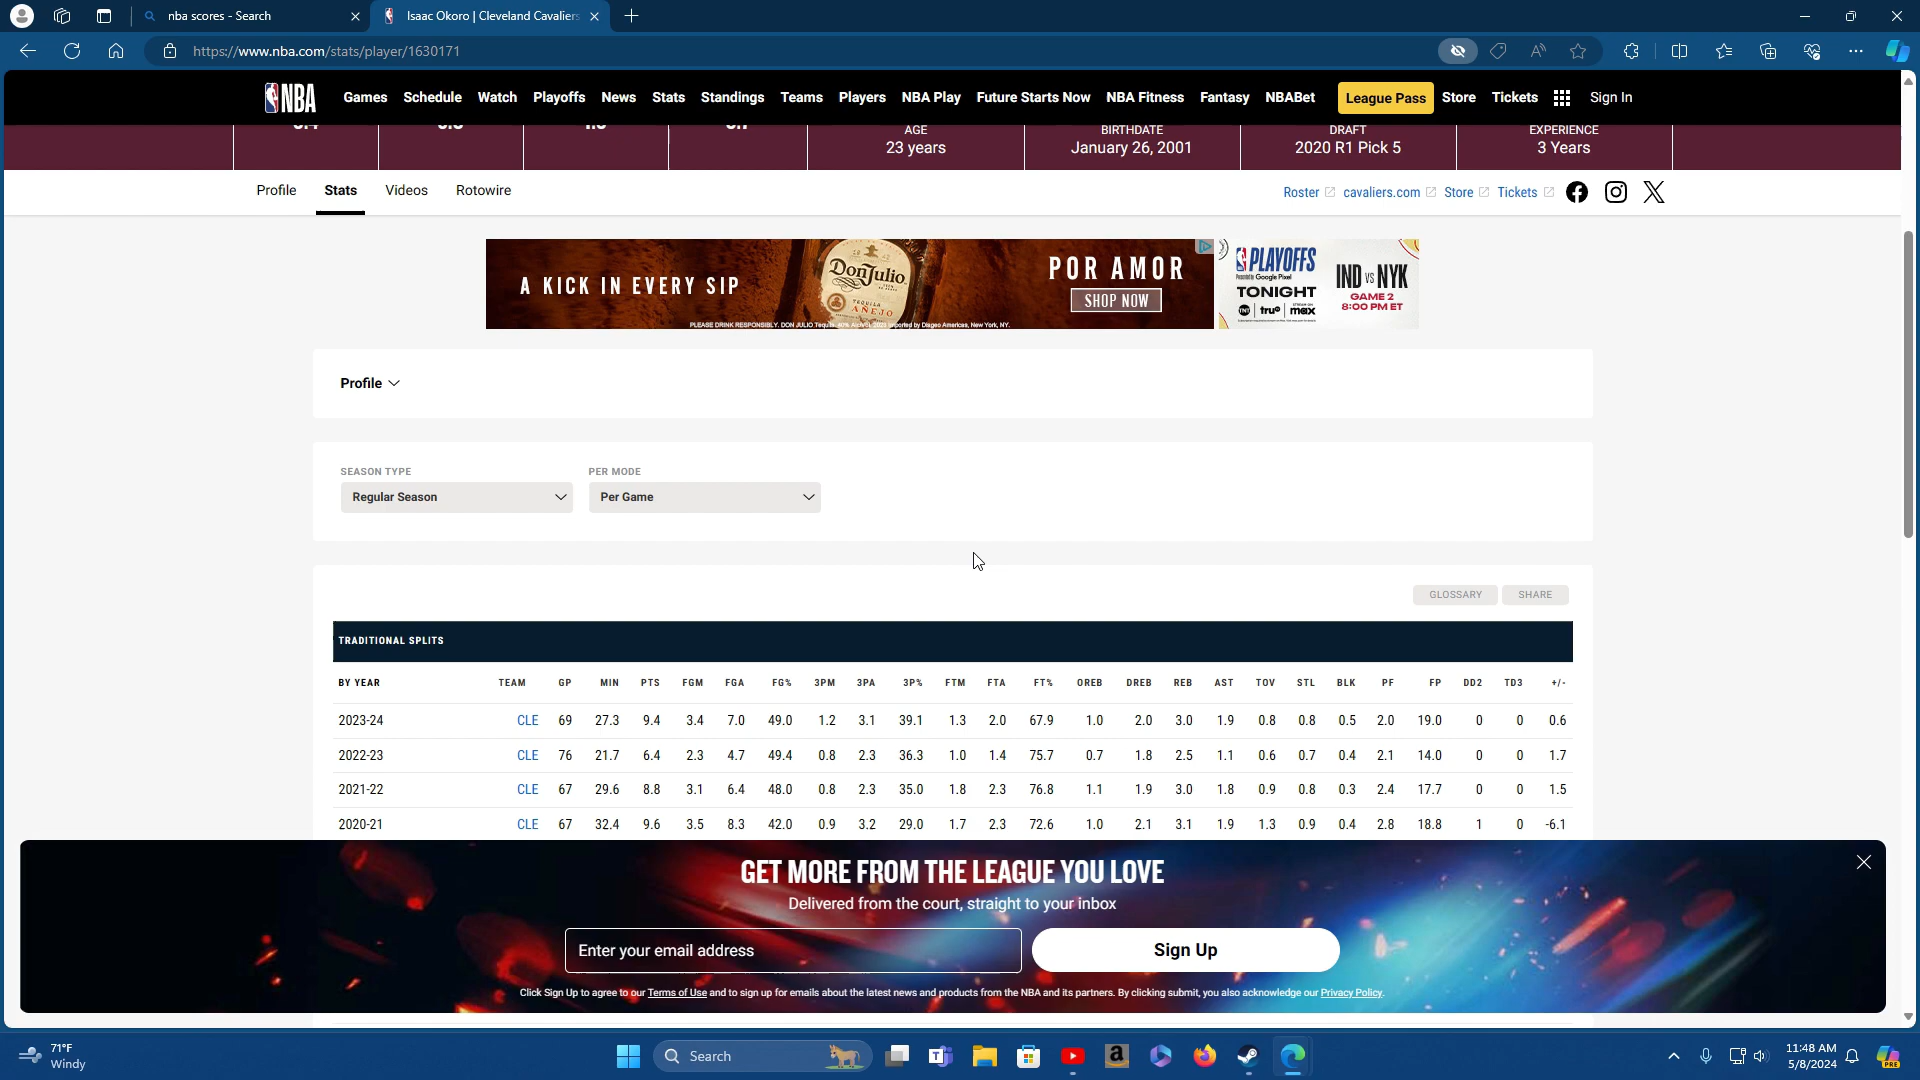 nba scores - Search
Isaac Okoro | Cleveland Cavaliers
https://www.nba.com/stats/player/1630171
NBA Games Schedule Watch Playoffs News Stats Standings Teams Players NBA Play Future Starts Now NBA Fitness Fantasy NBABet League Pass Store Tickets Sign In
AGE BIRTHDATE DRAFT EXPERIENCE
23 years January 26, 2001 2020 R1 Pick 5 3 Years
Profile Stats Videos Rotowire Roster cavaliers.com Store Tickets
A KICK IN EVERY SIP
Don Julio
TEQUILA
AÑEJO
POR AMOR
SHOP NOW
PLAYOFFS
Presented by Google Pixel
TONIGHT
TNT truTV max
IND vs NYK
GAME 2
8:00 PM ET
Profile
SEASON TYPE PER MODE
Regular Season Per Game
GLOSSARY SHARE
TRADITIONAL SPLITS
BY YEAR TEAM GP MIN PTS FGM FGA FG% 3PM 3PA 3P% FTM FTA FT% OREB DREB REB AST TOV STL BLK PF FP DD2 TD3 +/-
2023-24 CLE 69 27.3 9.4 3.4 7.0 49.0 1.2 3.1 39.1 1.3 2.0 67.9 1.0 2.0 3.0 1.9 0.8 0.8 0.5 2.0 19.0 0 0 0.6
2022-23 CLE 76 21.7 6.4 2.3 4.7 49.4 0.8 2.3 36.3 1.0 1.4 75.7 0.7 1.8 2.5 1.1 0.6 0.7 0.4 2.1 14.0 0 0 1.7
2021-22 CLE 67 29.6 8.8 3.1 6.4 48.0 0.8 2.3 35.0 1.8 2.3 76.8 1.1 1.9 3.0 1.8 0.9 0.8 0.3 2.4 17.7 0 0 1.5
2020-21 CLE 67 32.4 9.6 3.5 8.3 42.0 0.9 3.2 29.0 1.7 2.3 72.6 1.0 2.1 3.1 1.9 1.3 0.9 0.4 2.8 18.8 1 0 -6.1
GET MORE FROM THE LEAGUE YOU LOVE
Delivered from the court, straight to your inbox
Enter your email address Sign Up
Click Sign Up to agree to our Terms of Use and to sign up for emails about the latest news and products from the NBA and its partners. By clicking submit, you also acknowledge our Privacy Policy.
71°F
Windy
Search
11:48 AM
5/8/2024